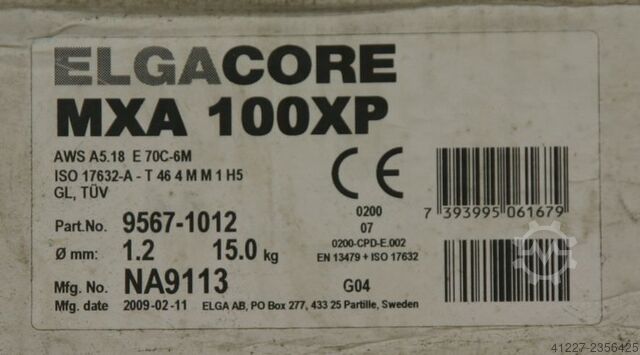 ELGACORE
MXA 100XP
AWS A5.18 E 70C-6M
ISO 17632-A - T 46 4 M M 1 H5
GL, TÜV
CE
0200
07
0200-CPD-E.002
EN 13479 + ISO 17632
7 393995 061679
Part.No. 9567-1012
Ø mm: 1.2 15.0 kg
Mfg. No. NA9113
G04
Mfg. date 2009-02-11 ELGA AB, PO Box 277, 433 25 Partille, Sweden
41227-2356425